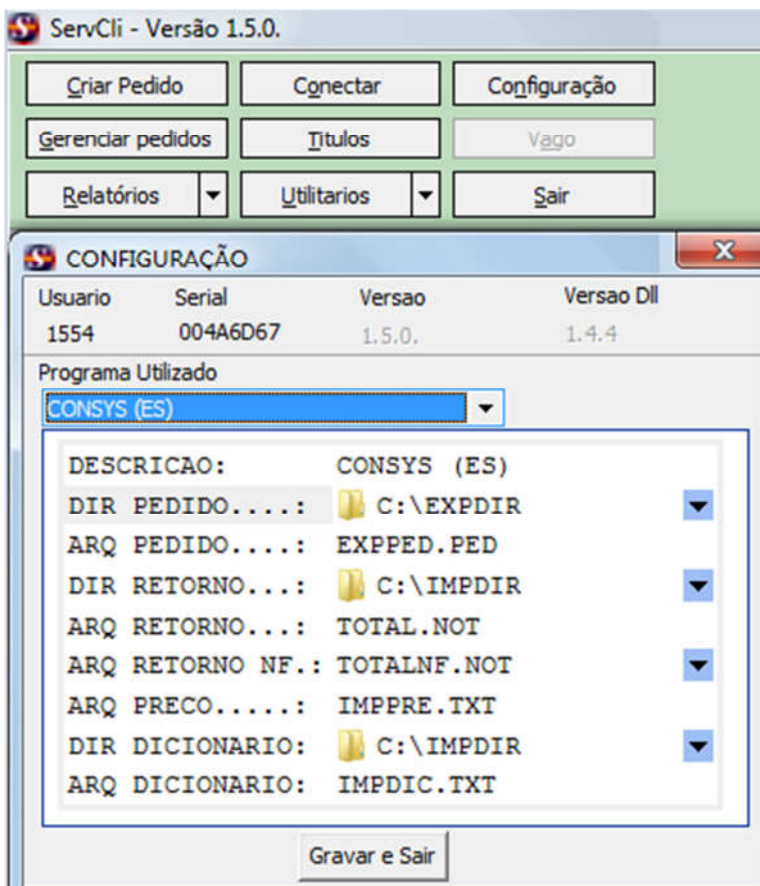 ServCli - Versão 1.5.0.
Criar Pedido Conectar Configuração
Gerenciar pedidos Titulos Vago
Relatórios Utilitarios Sair
CONFIGURAÇÃO
Usuario Serial Versao Versao Dll
1554 004A6D67 1.5.0. 1.4.4
Programa Utilizado
CONSYS (ES)
DESCRICAO: CONSYS (ES)
DIR PEDIDO....: C:\EXPDIR
ARQ PEDIDO....: EXPPED.PED
DIR RETORNO...: C:\IMPDIR
ARQ RETORNO...: TOTAL.NOT
ARQ RETORNO NF.: TOTALNF.NOT
ARQ PRECO.....: IMPPRE.TXT
DIR DICIONARIO: C:\IMPDIR
ARQ DICIONARIO: IMPDIC.TXT
Gravar e Sair